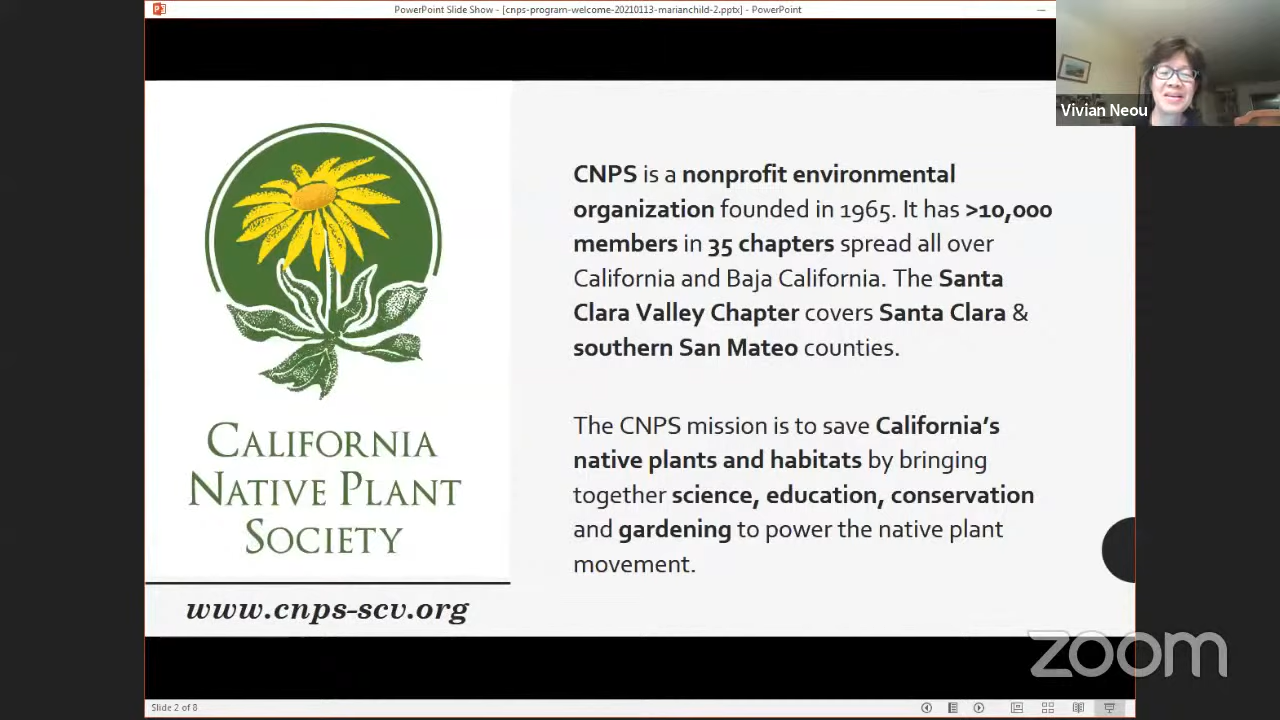 PowerPoint Slide Show - [cnps-program-welcome-20210113-marianchild-2.pptx] - PowerPoint
Vivian Neou
CNPS is a nonprofit environmental
organization founded in 1965. It has >10,000
members in 35 chapters spread all over
California and Baja California. The Santa
Clara Valley Chapter covers Santa Clara &
southern San Mateo counties.
The CNPS mission is to save California’s
native plants and habitats by bringing
together science, education, conservation
and gardening to power the native plant
movement.
CALIFORNIA
NATIVE PLANT
SOCIETY
www.cnps-scv.org
zoom
Slide 2 of 8